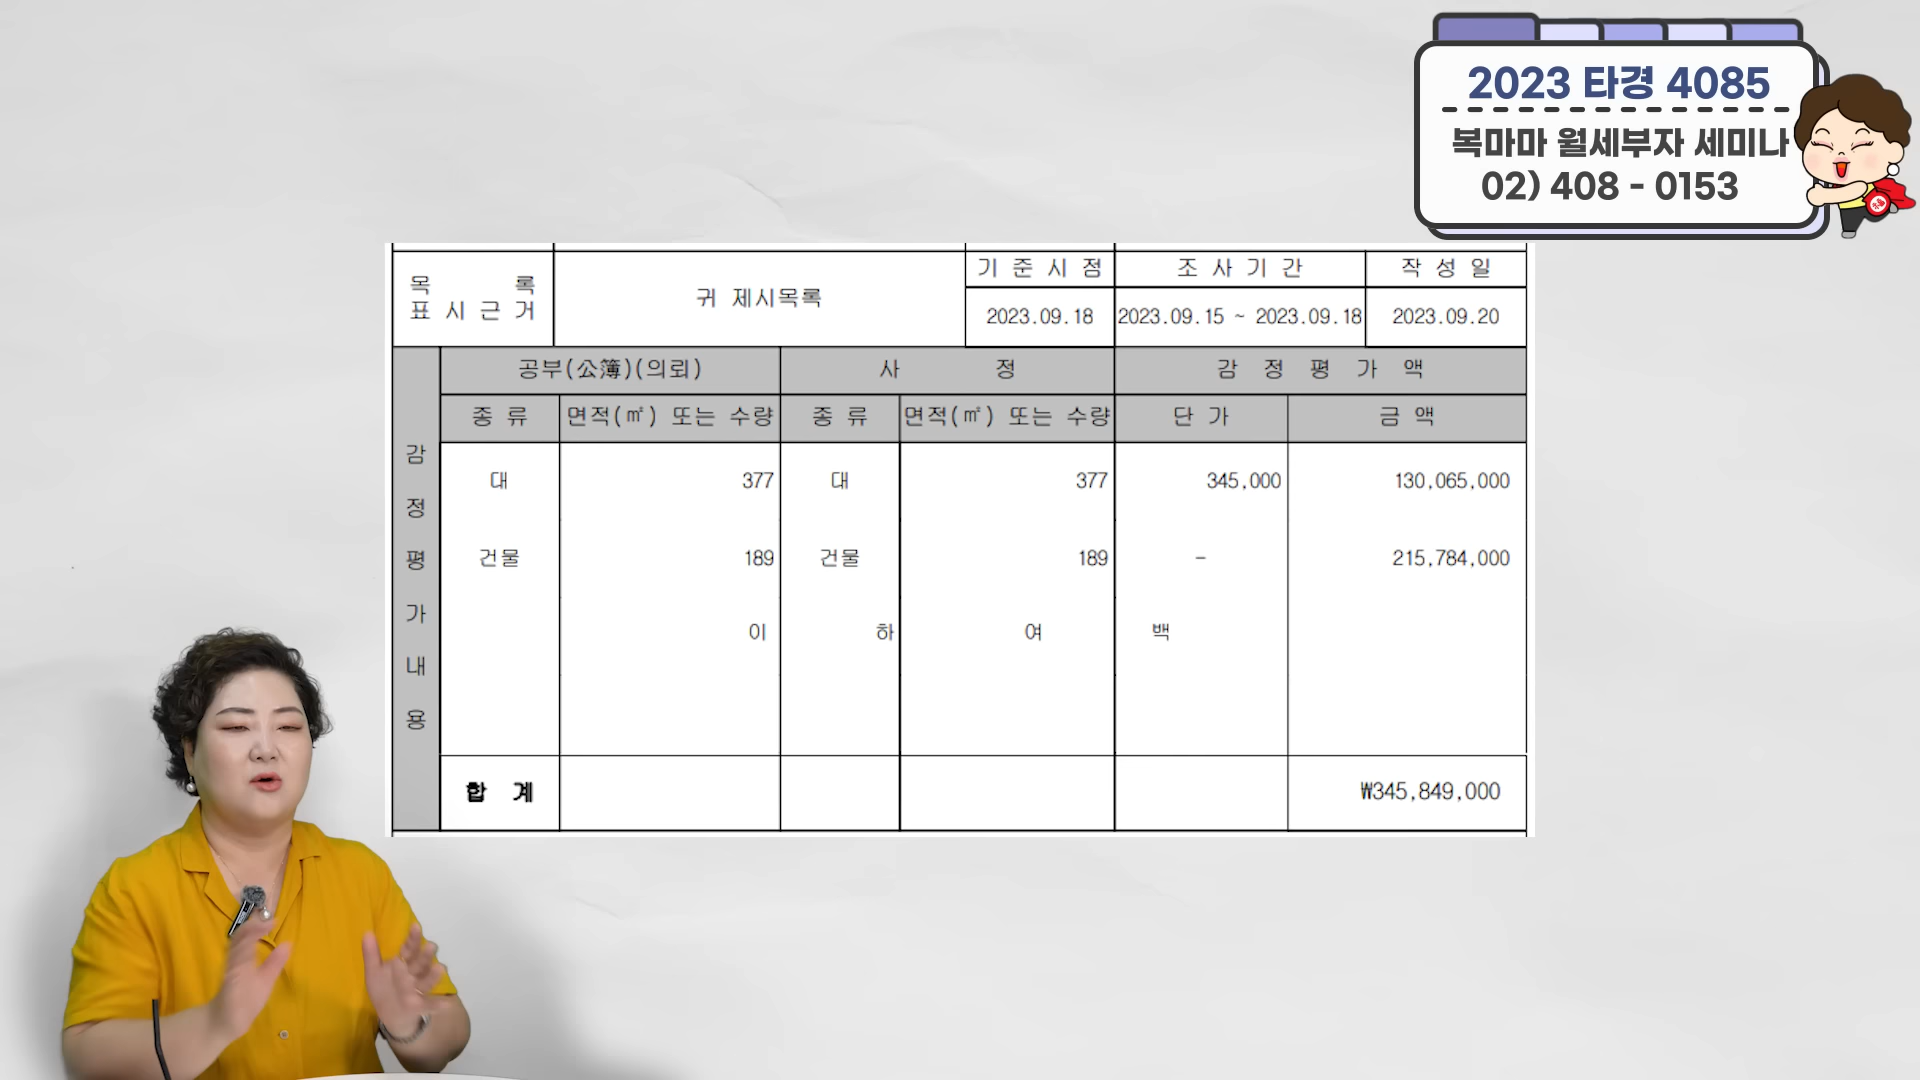 2023 타경 4085
복마마 월세부자 세미나
02) 408 - 0153
목 록
표 시 근 거
귀 제시목록
기 준 시 점
조 사 기 간
작 성 일
2023.09.18
2023.09.15 ~ 2023.09.18
2023.09.20
감 정 평 가 내 용
공부(公簿)(의뢰)
사 정
감 정 평 가 액
종 류
면적(㎡) 또는 수량
종 류
면적(㎡) 또는 수량
단 가
금 액
대 377 대 377 345,000 130,065,000
건물 189 건물 189 - 215,784,000
이 하 여 백
합 계 ₩345,849,000